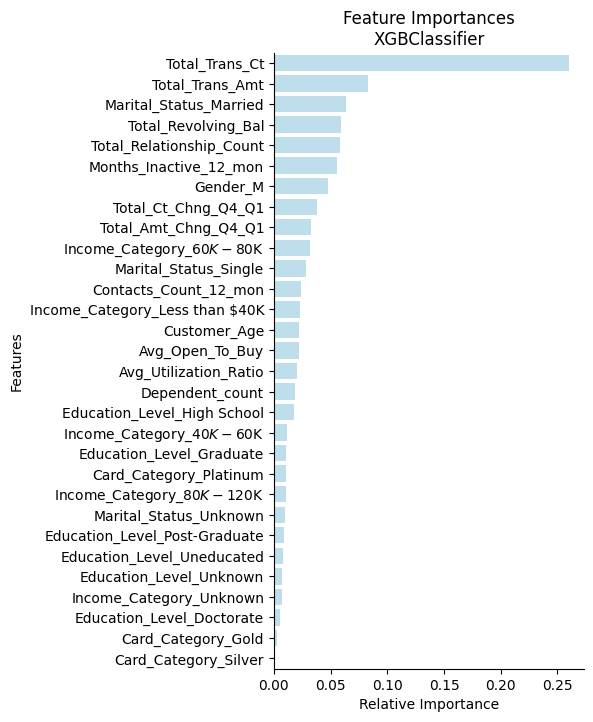 Feature Importances
XGBClassifier
Total_Trans_Ct
Total_Trans_Amt
Marital_Status_Married
Total_Revolving_Bal
Total_Relationship_Count
Months_Inactive_12_mon
Gender_M
Total_Ct_Chng_Q4_Q1
Total_Amt_Chng_Q4_Q1
Income_Category_60K-80K
Marital_Status_Single
Contacts_Count_12_mon
Income_Category_Less than $40K
Customer_Age
Avg_Open_To_Buy
Avg_Utilization_Ratio
Dependent_count
Education_Level_High School
Income_Category_40K-60K
Education_Level_Graduate
Card_Category_Platinum
Income_Category_80K-120K
Marital_Status_Unknown
Education_Level_Post-Graduate
Education_Level_Uneducated
Education_Level_Unknown
Income_Category_Unknown
Education_Level_Doctorate
Card_Category_Gold
Card_Category_Silver
Features
0.00 0.05 0.10 0.15 0.20 0.25
Relative Importance